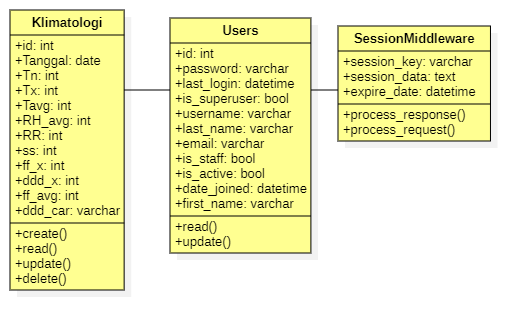 Klimatologi
+id: int
+Tanggal: date
+Tn: int
+Tx: int
+Tavg: int
+RH_avg: int
+RR: int
+ss: int
+ff_x: int
+ddd_x: int
+ff_avg: int
+ddd_car: varchar
+create()
+read()
+update()
+delete()
Users
+id: int
+password: varchar
+last_login: datetime
+is_superuser: bool
+username: varchar
+last_name: varchar
+email: varchar
+is_staff: bool
+is_active: bool
+date_joined: datetime
+first_name: varchar
+read()
+update()
SessionMiddleware
+session_key: varchar
+session_data: text
+expire_date: datetime
+process_response()
+process_request()